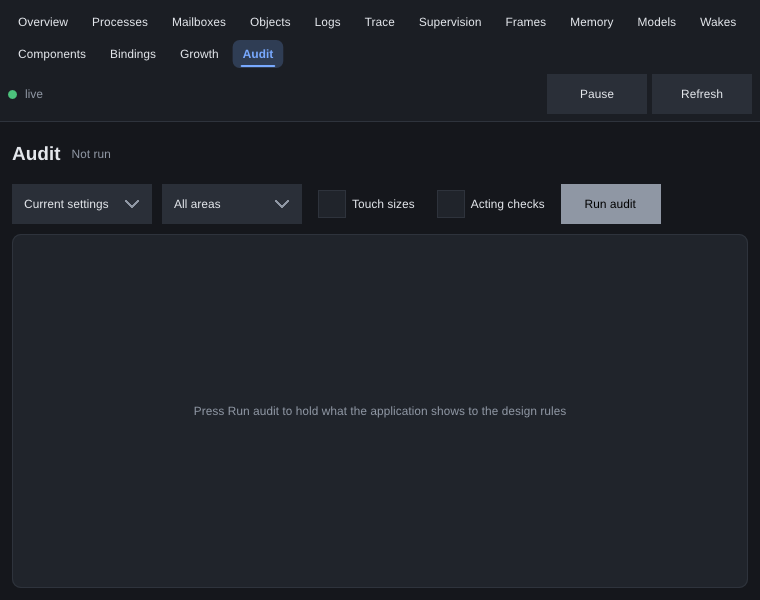 Overview Processes Mailboxes Objects Logs Trace Supervision Frames Memory Models Wakes
Components Bindings Growth Audit
live Pause Refresh
Audit Not run
Current settings All areas Touch sizes Acting checks Run audit
Press Run audit to hold what the application shows to the design rules